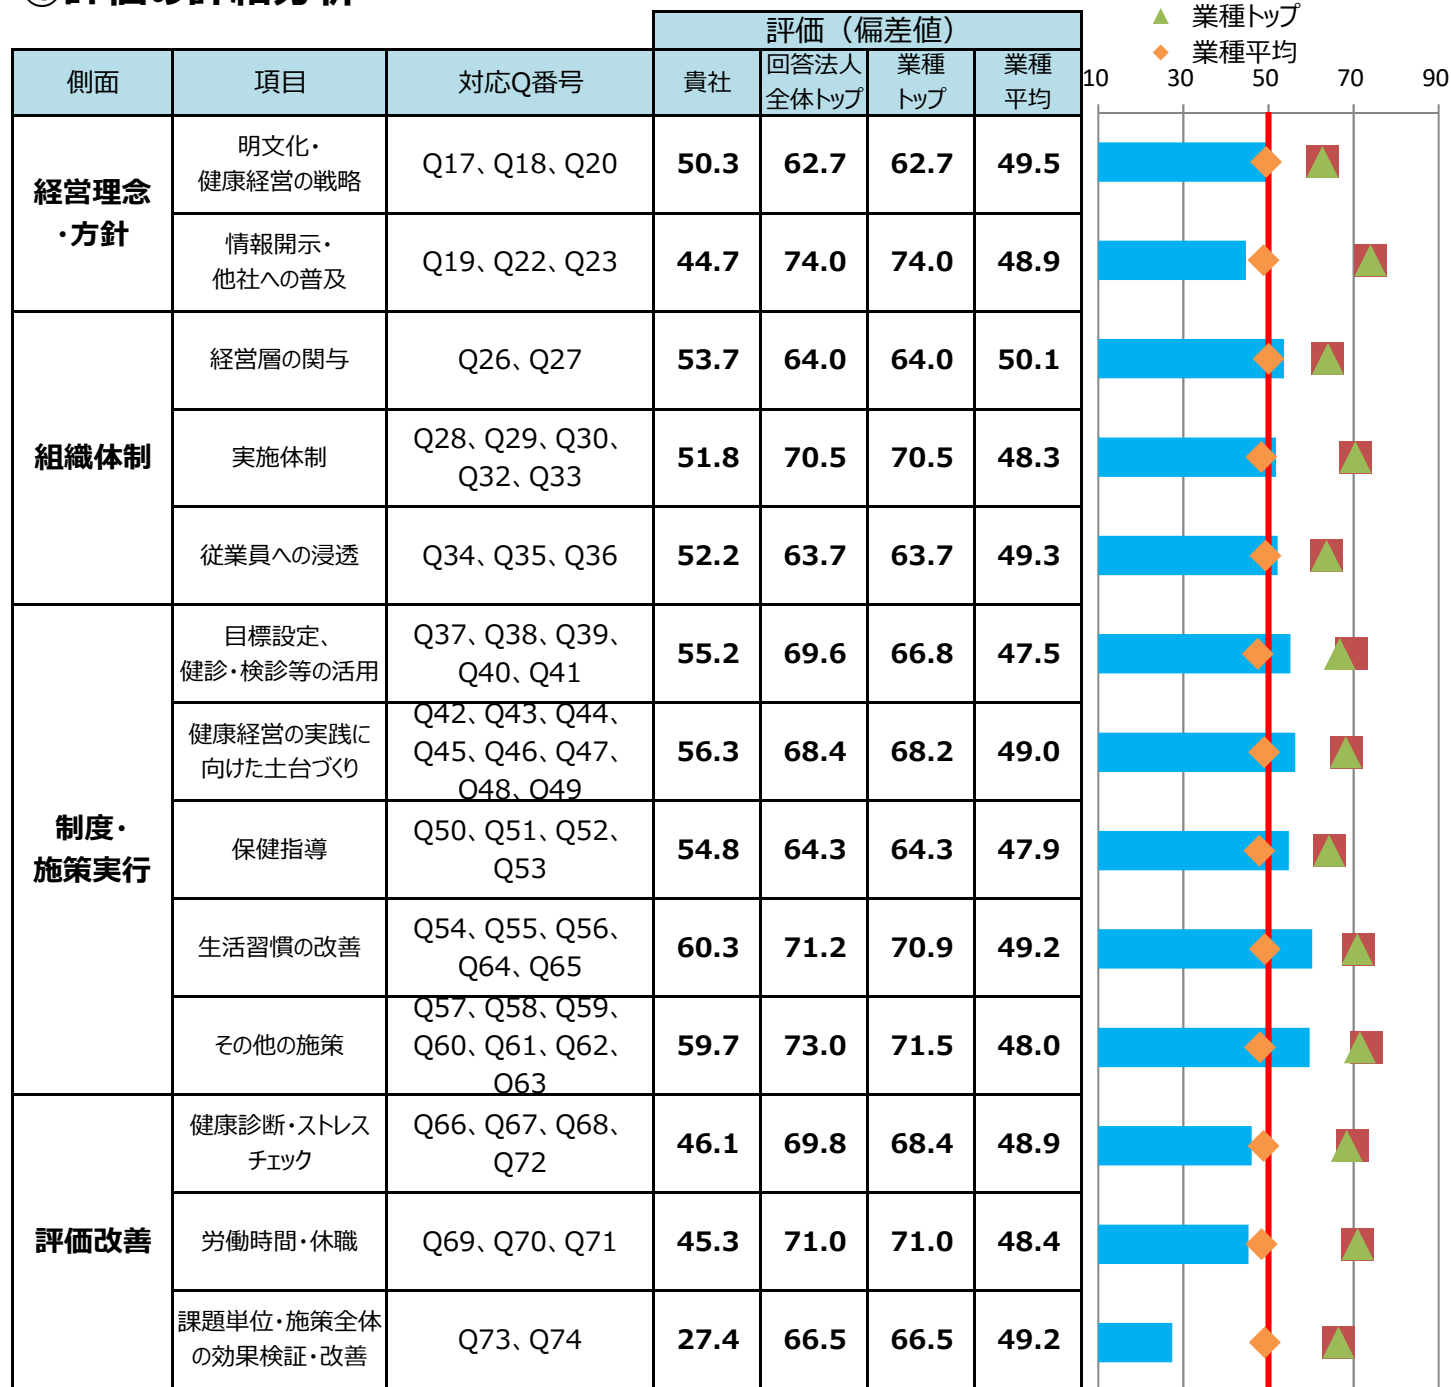 評価（偏差値）
▲ 業種トップ
◆ 業種平均
側面 項目 対応Q番号 貴社 回答法人 業種 業種
全体トップ トップ 平均
10 30 50 70 90
経営理念
・方針
明文化・
健康経営の戦略
Q17、Q18、Q20 50.3 62.7 62.7 49.5
情報開示・
他社への普及
Q19、Q22、Q23 44.7 74.0 74.0 48.9
組織体制
経営層の関与 Q26、Q27 53.7 64.0 64.0 50.1
実施体制
Q28、Q29、Q30、
Q32、Q33
51.8 70.5 70.5 48.3
従業員への浸透 Q34、Q35、Q36 52.2 63.7 63.7 49.3
制度・
施策実行
目標設定、
健診・検診等の活用
Q37、Q38、Q39、
Q40、Q41
55.2 69.6 66.8 47.5
健康経営の実践に
向けた土台づくり
Q42、Q43、Q44、
Q45、Q46、Q47、
Q48、Q49
56.3 68.4 68.2 49.0
保健指導
Q50、Q51、Q52、
Q53
54.8 64.3 64.3 47.9
生活習慣の改善
Q54、Q55、Q56、
Q64、Q65
60.3 71.2 70.9 49.2
その他の施策
Q57、Q58、Q59、
Q60、Q61、Q62、
Q63
59.7 73.0 71.5 48.0
評価改善
健康診断・ストレス
チェック
Q66、Q67、Q68、
Q72
46.1 69.8 68.4 48.9
労働時間・休職 Q69、Q70、Q71 45.3 71.0 71.0 48.4
課題単位・施策全体
の効果検証・改善
Q73、Q74 27.4 66.5 66.5 49.2